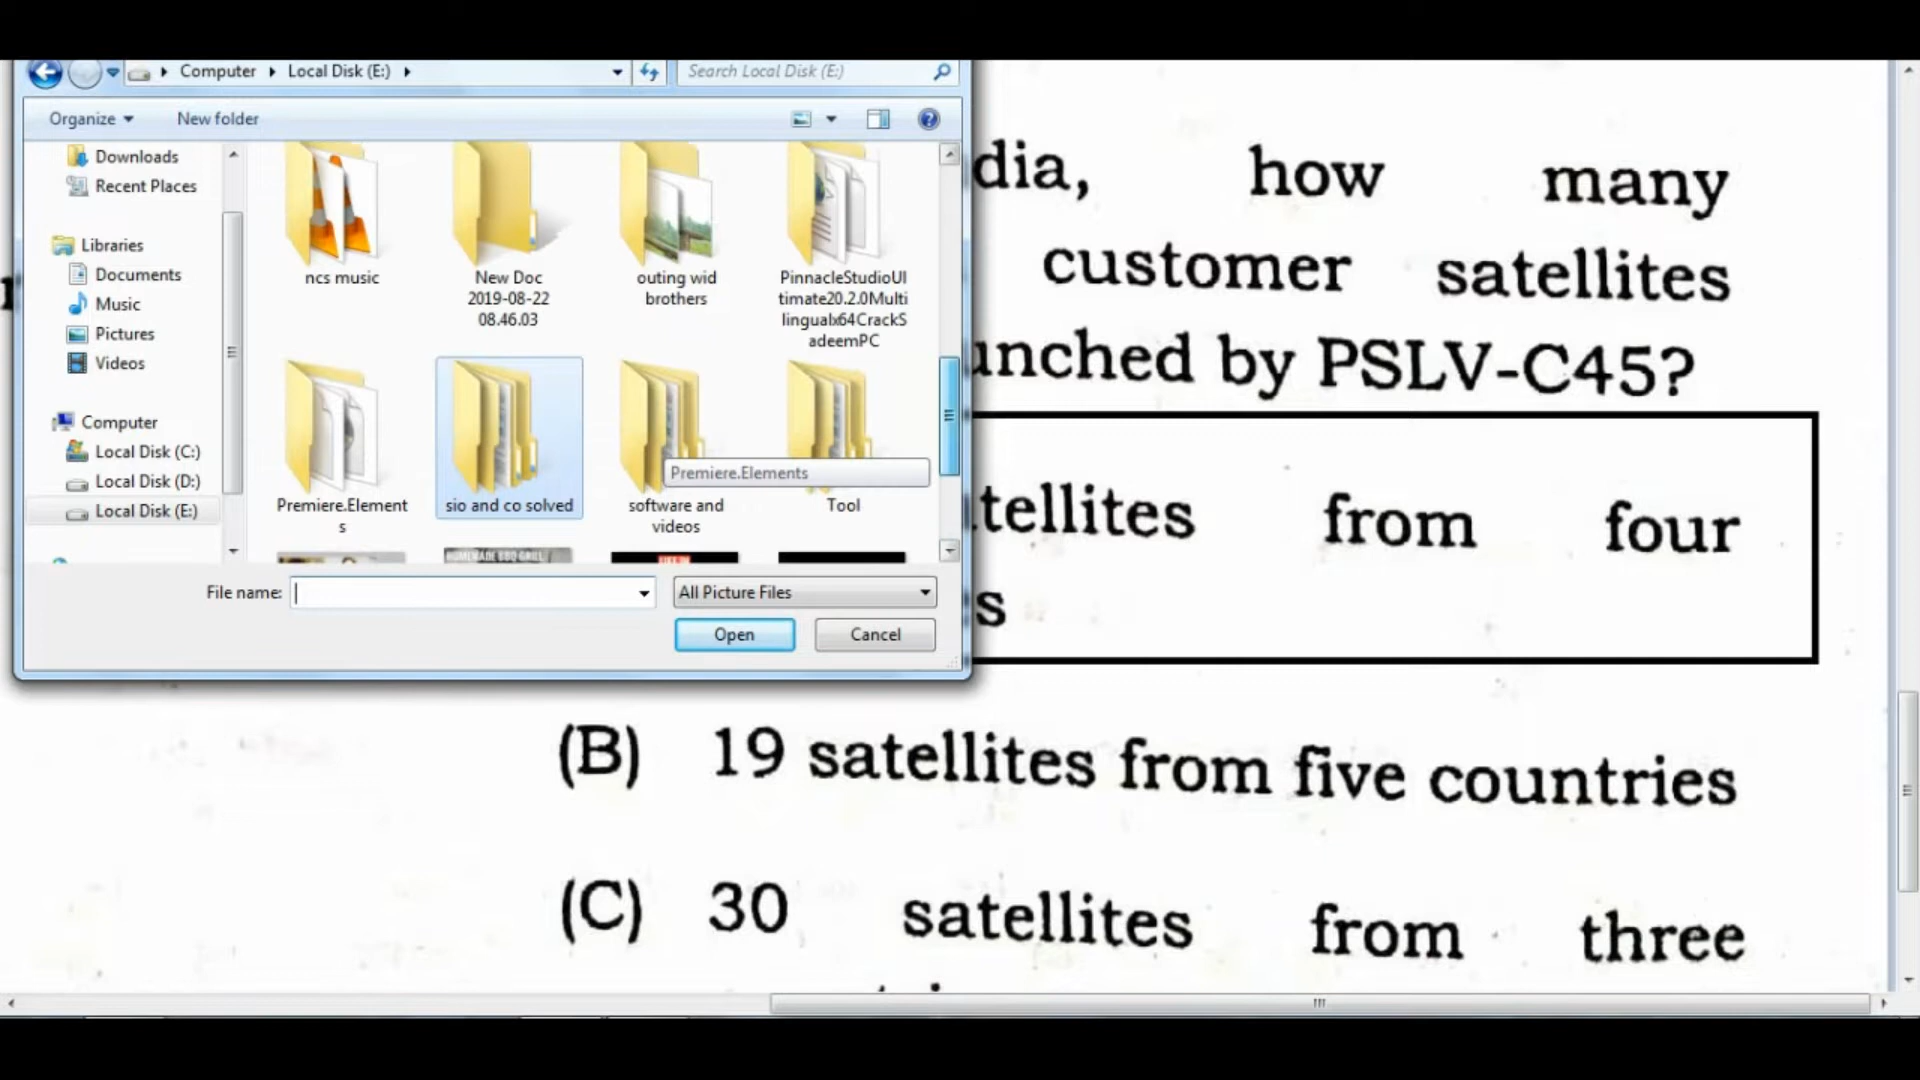 Computer Local Disk (E:)
Search Local Disk (E:)
Organize
New folder
Downloads
Recent Places
Libraries
Documents
Music
Pictures
Videos
Computer
Local Disk (C:)
Local Disk (D:)
Local Disk (E:)
ncs music
New Doc
2019-08-22
08.46.03
outing wid
brothers
PinnacleStudioUl
timate20.2.0Multi
lingualx64CrackS
adeemPC
Premiere.Element
s
sio and co solved
software and
videos
Premiere.Elements
Tool
File name:
All Picture Files
Open
Cancel
dia, how many
customer satellites
unched by PSLV-C45?
tellites from four
s
(B) 19 satellites from five countries
(C) 30 satellites from three